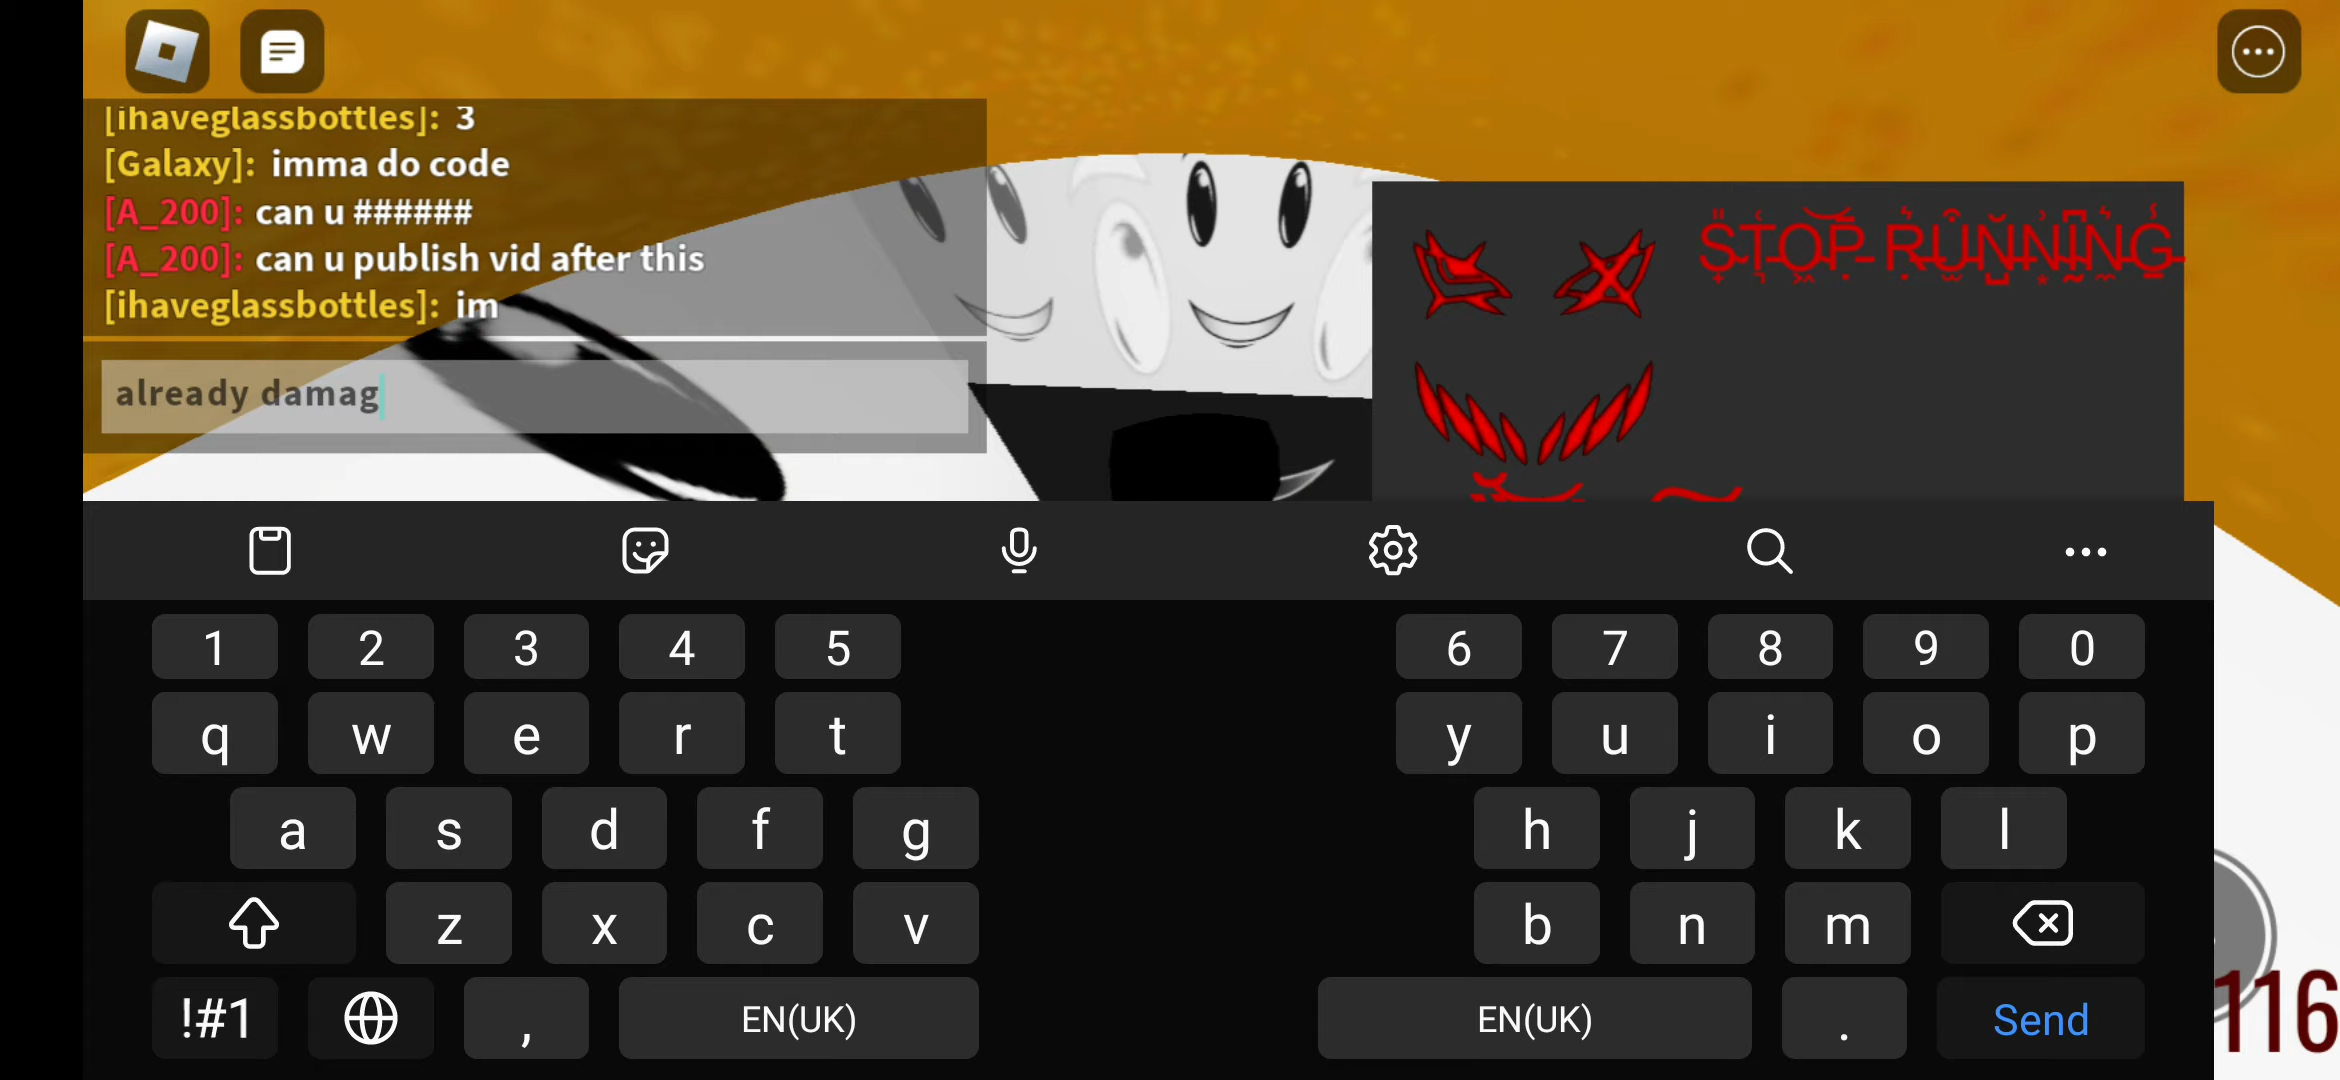 [ihaveglassbottles]: 3
[Galaxy]: imma do code
[A_200]: can u ######
[A_200]: can u publish vid after this
[ihaveglassbottles]: im
already damag
STOP RUNNING
1 2 3 4 5 6 7 8 9 0
q w e r t y u i o p
a s d f g h j k l
z x c v b n m
!#1 , EN(UK) EN(UK) . Send
116